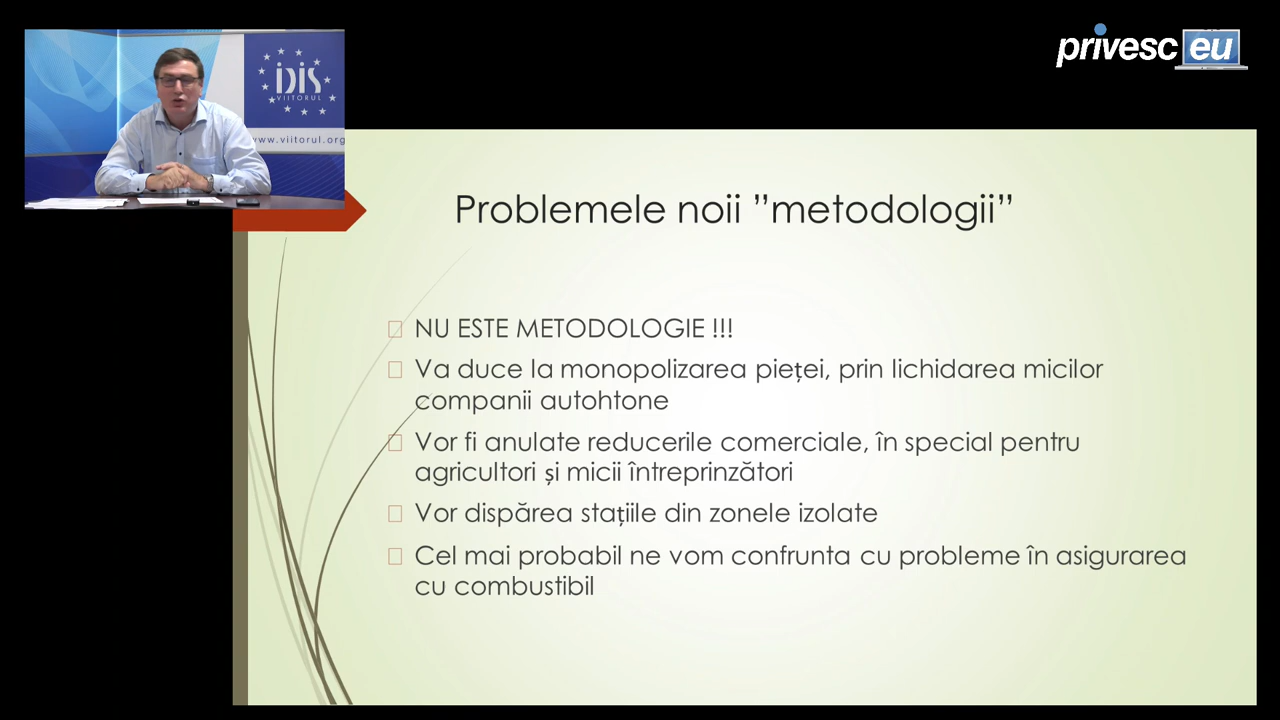 IDIS
VIITORUL
www.viitorul.org
privesc eu
Problemele noii ”metodologii”
NU ESTE METODOLOGIE !!!
Va duce la monopolizarea pieței, prin lichidarea micilor
companii autohtone
Vor fi anulate reducerile comerciale, în special pentru
agricultori și micii întreprinzători
Vor dispărea stațiile din zonele izolate
Cel mai probabil ne vom confrunta cu probleme în asigurarea
cu combustibil